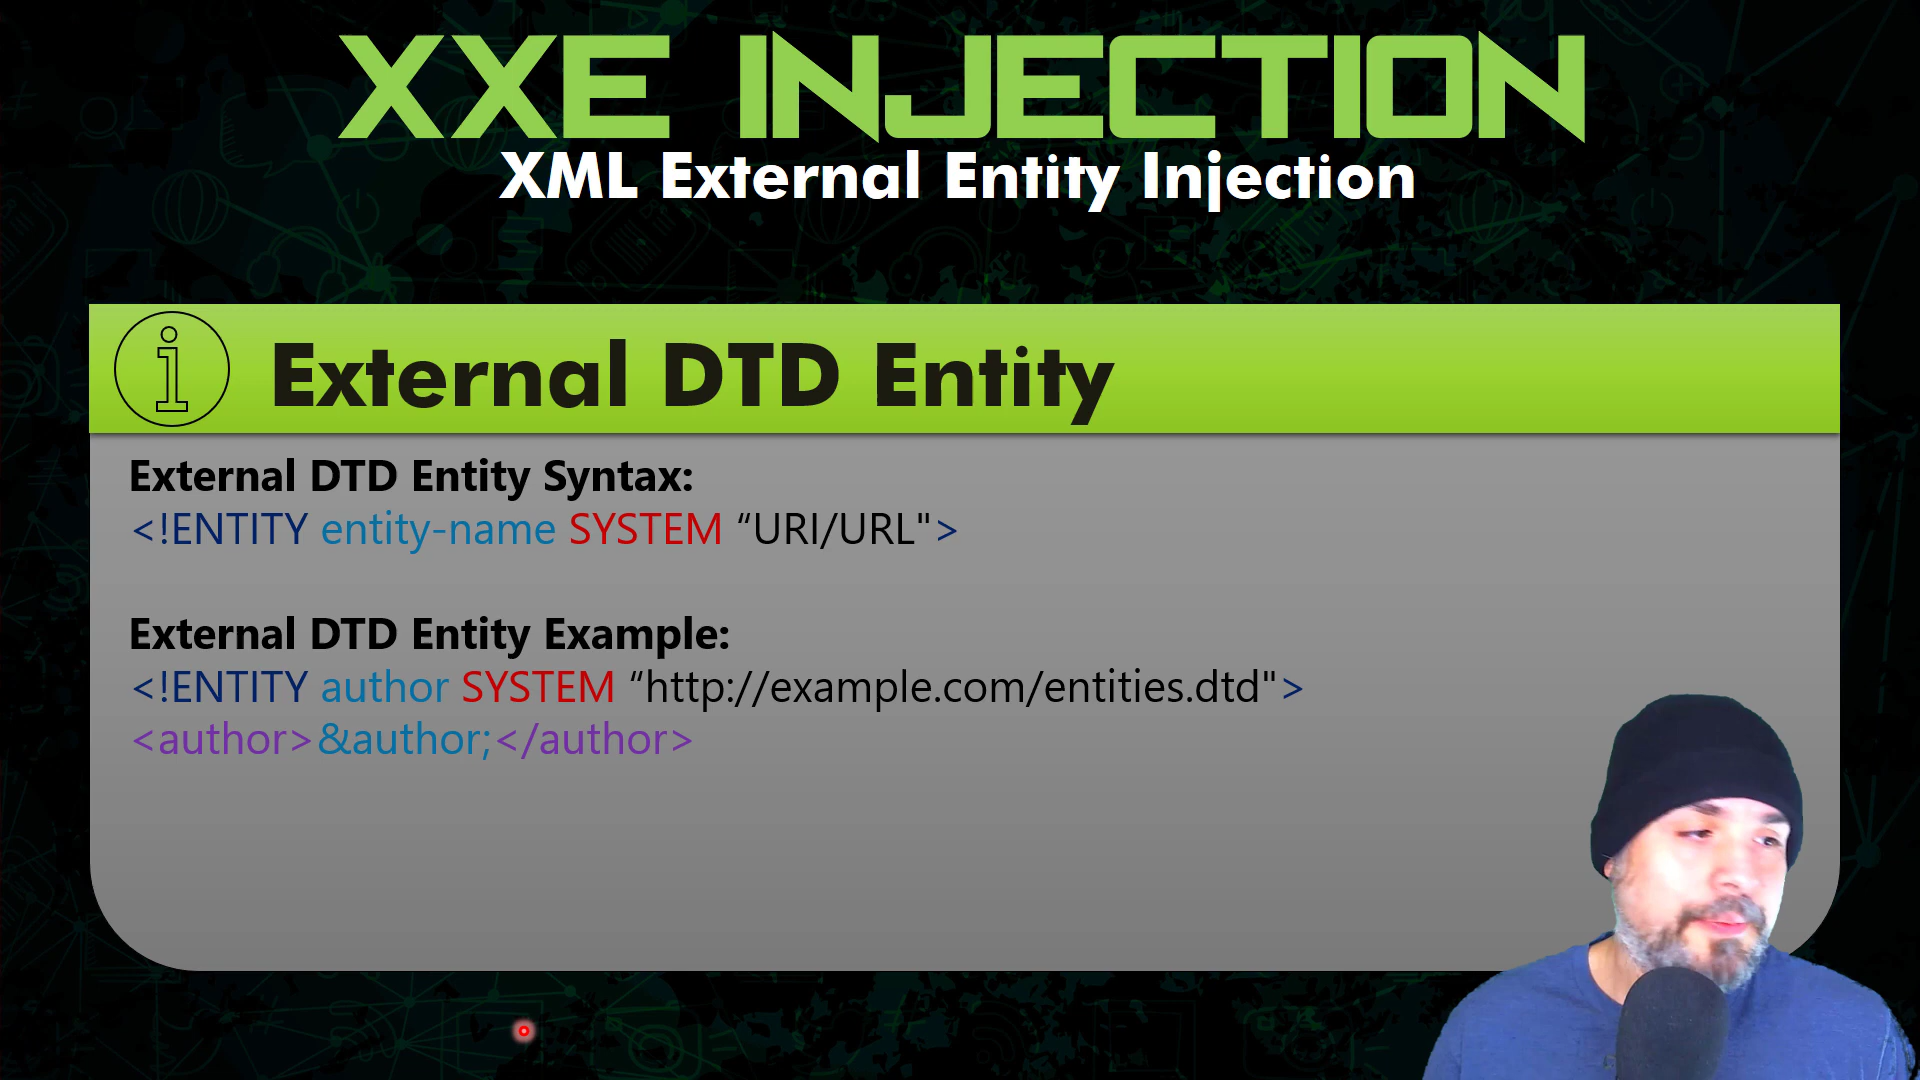 XXE INJECTION
XML External Entity Injection
i External DTD Entity
External DTD Entity Syntax:
<!ENTITY entity-name SYSTEM “URI/URL">
External DTD Entity Example:
<!ENTITY author SYSTEM “http://example.com/entities.dtd">
<author>&author;</author>